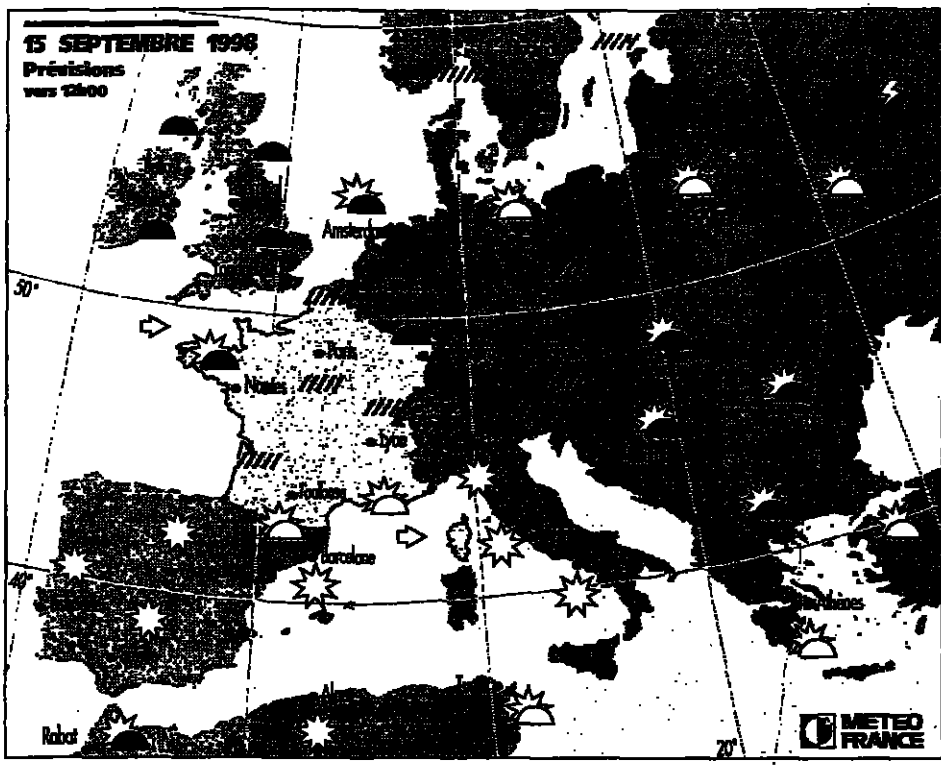 15 SEPTEMBRE 1998
Prévisions
vers 12h00
Amsterdam
50°
Paris
Nantes
Lyon
Toulouse
Barcelone
40°
Athènes
Rabat
20°
METEO
FRANCE